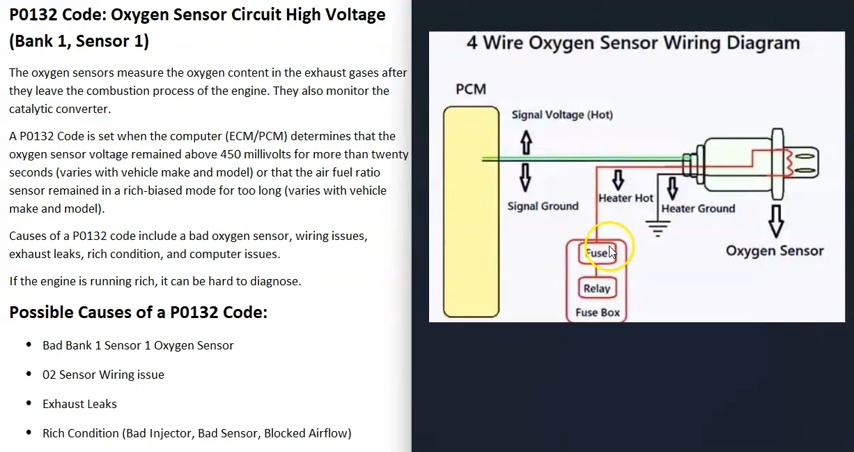 P0132 Code: Oxygen Sensor Circuit High Voltage
(Bank 1, Sensor 1)
The oxygen sensors measure the oxygen content in the exhaust gases after
they leave the combustion process of the engine. They also monitor the
catalytic converter.
A P0132 Code is set when the computer (ECM/PCM) determines that the
oxygen sensor voltage remained above 450 millivolts for more than twenty
seconds (varies with vehicle make and model) or that the air fuel ratio
sensor remained in a rich-biased mode for too long (varies with vehicle
make and model).
Causes of a P0132 code include a bad oxygen sensor, wiring issues,
exhaust leaks, rich condition, and computer issues.
If the engine is running rich, it can be hard to diagnose.
Possible Causes of a P0132 Code:
• Bad Bank 1 Sensor 1 Oxygen Sensor
• 02 Sensor Wiring issue
• Exhaust Leaks
• Rich Condition (Bad Injector, Bad Sensor, Blocked Airflow)
4 Wire Oxygen Sensor Wiring Diagram
PCM
Signal Voltage (Hot)
Signal Ground
Heater Hot
Heater Ground
Oxygen Sensor
Fuse
Relay
Fuse Box